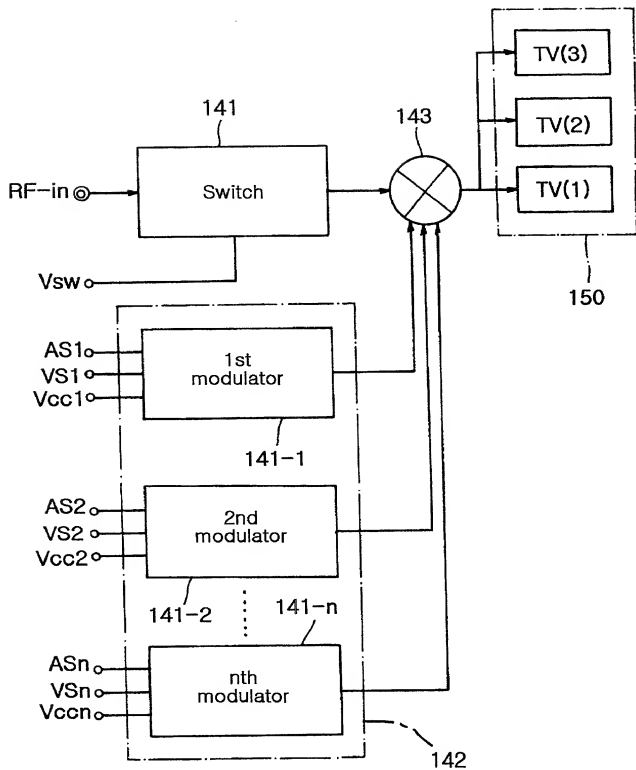 TV(3)
141
143
TV(2)
RF-in
Switch
TV(1)
Vsw
150
AS1
VS1
Vcc1
1st
modulator
141-1
AS2
VS2
Vcc2
2nd
modulator
141-2
141-n
ASn
VSn
Vccn
nth
modulator
142